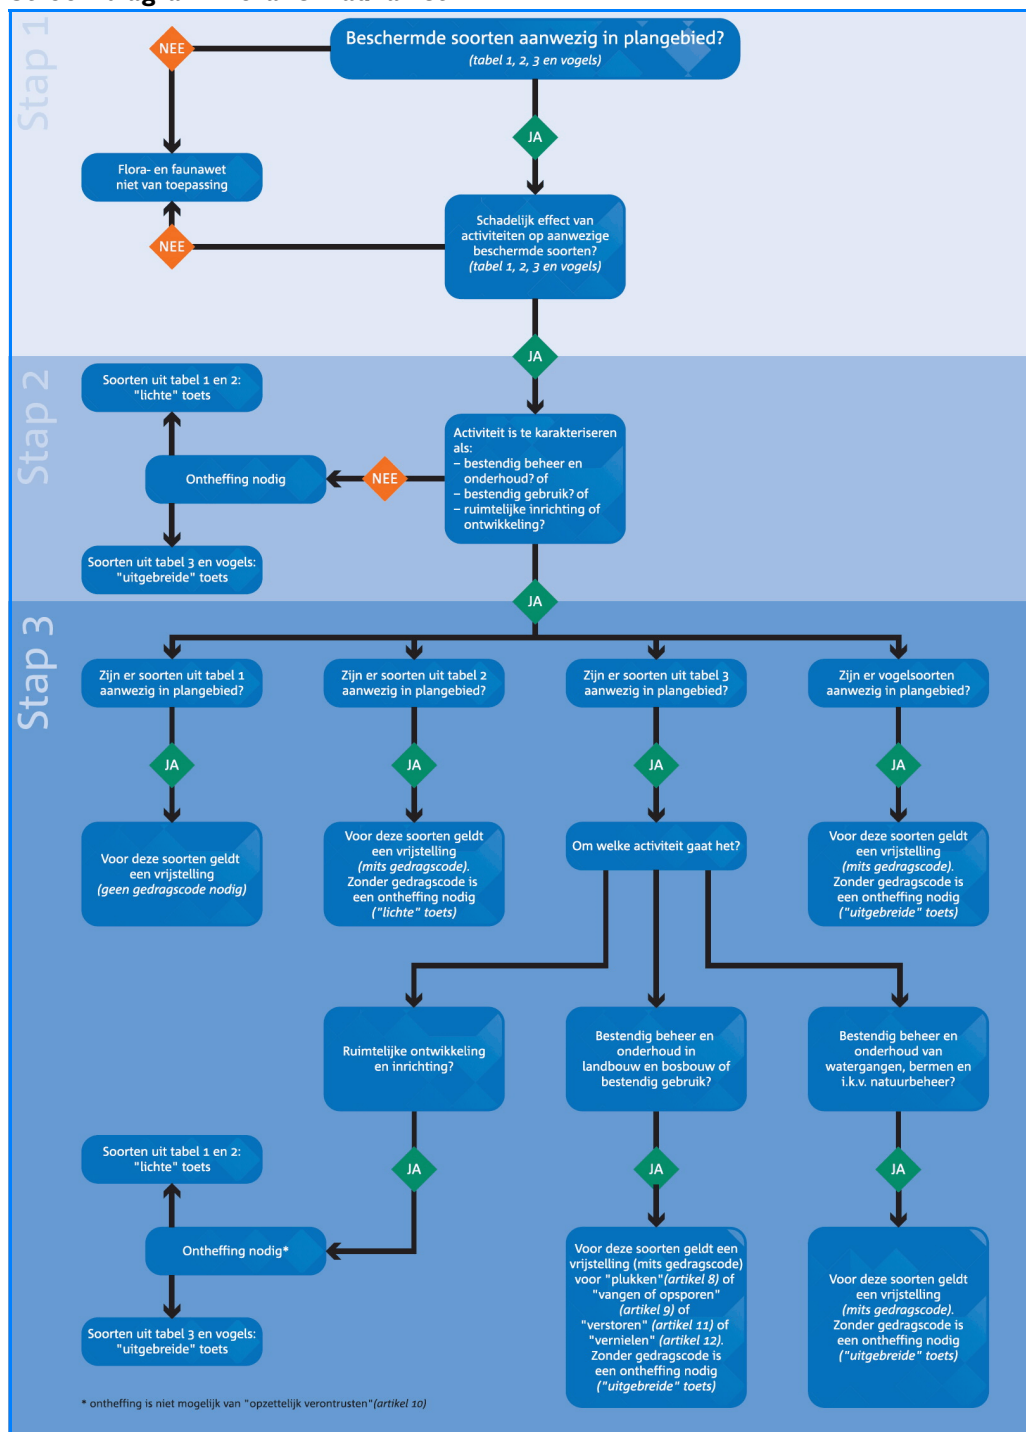 Stap 1
Beschermde soorten aanwezig in plangebied?
(tabel 1, 2, 3 en vogels)
NEE
JA
Flora- en faunawet
niet van toepassing
Schadelijk effect van
activiteiten op aanwezige
beschermde soorten?
(tabel 1, 2, 3 en vogels)
NEE
JA
Stap 2
Soorten uit tabel 1 en 2:
"lichte" toets
Activiteit is te karakteriseren
als:
– bestendig beheer en
onderhoud? of
– bestendig gebruik? of
– ruimtelijke inrichting of
ontwikkeling?
NEE
Ontheffing nodig
Soorten uit tabel 3 en vogels:
"uitgebreide" toets
JA
Stap 3
Zijn er soorten uit tabel 1
aanwezig in plangebied?
Zijn er soorten uit tabel 2
aanwezig in plangebied?
Zijn er soorten uit tabel 3
aanwezig in plangebied?
Zijn er vogelsoorten
aanwezig in plangebied?
JA
JA
JA
JA
Voor deze soorten geldt
een vrijstelling
(geen gedragscode nodig)
Voor deze soorten geldt
een vrijstelling
(mits gedragscode).
Zonder gedragscode is
een ontheffing nodig
("lichte" toets)
Om welke activiteit gaat het?
Voor deze soorten geldt
een vrijstelling
(mits gedragscode).
Zonder gedragscode is
een ontheffing nodig
("uitgebreide" toets)
Ruimtelijke ontwikkeling
en inrichting?
Bestendig beheer en
onderhoud in
landbouw en bosbouw of
bestendig gebruik?
Bestendig beheer en
onderhoud van
watergangen, bermen en
i.k.v. natuurbeheer?
JA
JA
JA
Soorten uit tabel 1 en 2:
"lichte" toets
Ontheffing nodig*
Soorten uit tabel 3 en vogels:
"uitgebreide" toets
Voor deze soorten geldt een
vrijstelling (mits gedragscode)
voor "plukken"(artikel 8) of
"vangen of opsporen"
(artikel 9) of
"verstoren" (artikel 11) of
"vernielen" (artikel 12).
Zonder gedragscode is
een ontheffing nodig
("uitgebreide" toets)
Voor deze soorten geldt
een vrijstelling
(mits gedragscode).
Zonder gedragscode is
een ontheffing nodig
("uitgebreide" toets)
* ontheffing is niet mogelijk van "opzettelijk verontrusten"(artikel 10)